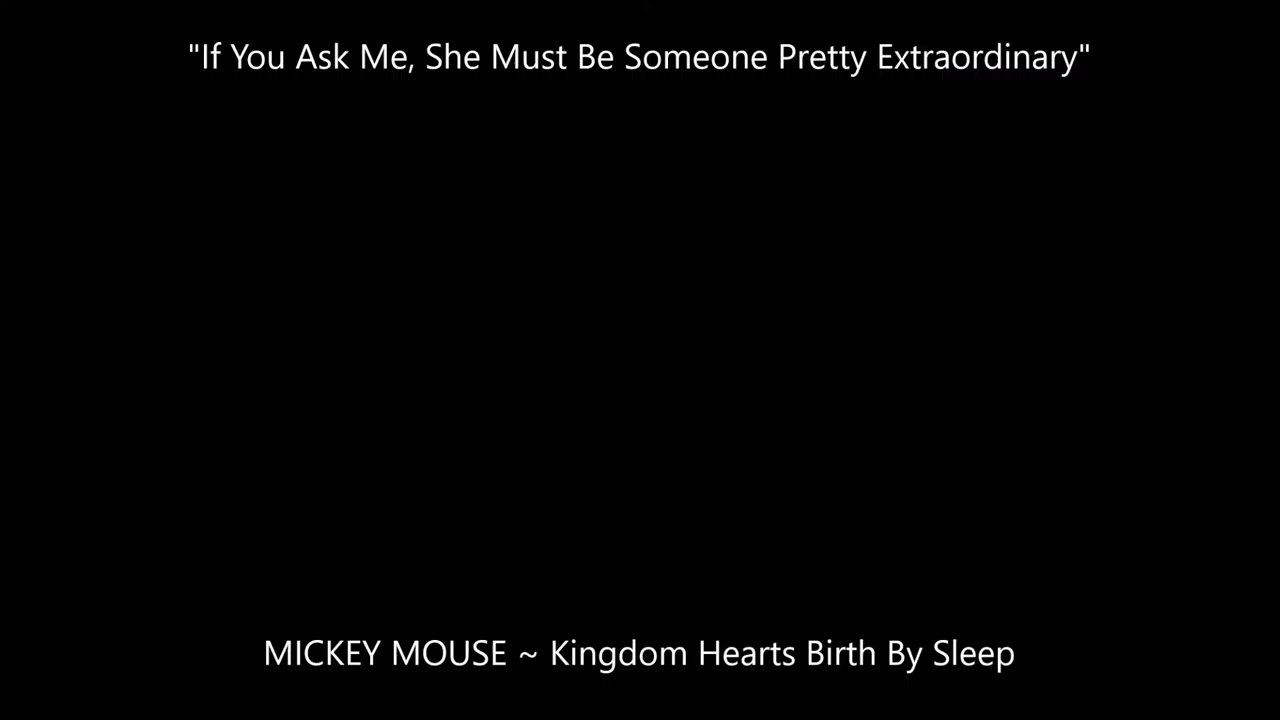 "If You Ask Me, She Must Be Someone Pretty Extraordinary"
MICKEY MOUSE ~ Kingdom Hearts Birth By Sleep